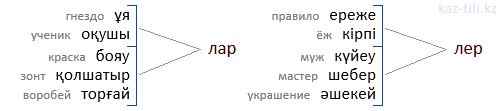 kaz-tili.kz
гнездо ұя
ученик оқушы
краска бояу
зонт қолшатыр
воробей торғай
лар
правило ереже
ёж кірпі
муж күйеу
мастер шебер
украшение әшекей
лер